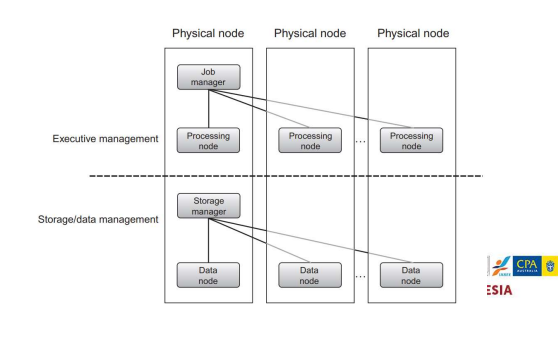 Physical node
Physical node
Physical node
Job
manager
Executive management
Processing
node
Processing
node
...
Processing
node
Storage/data management
Storage
manager
Data
node
Data
node
...
Data
node
CPA
AUSTRALIA
ESIA